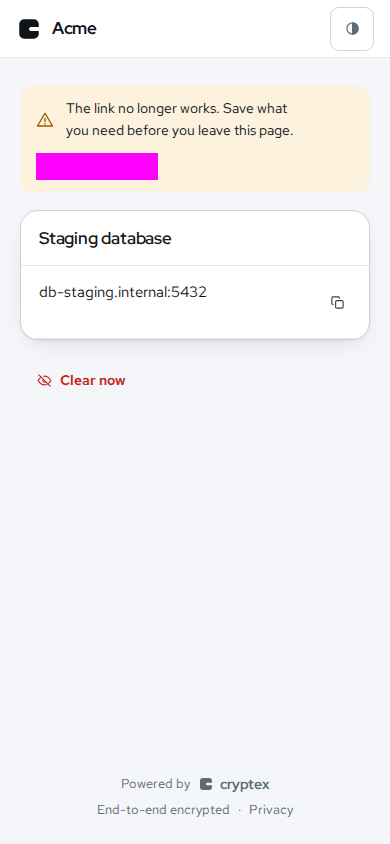 Acme
The link no longer works. Save what
you need before you leave this page.
Staging database
db-staging.internal:5432
Clear now
Powered by cryptex
End-to-end encrypted · Privacy